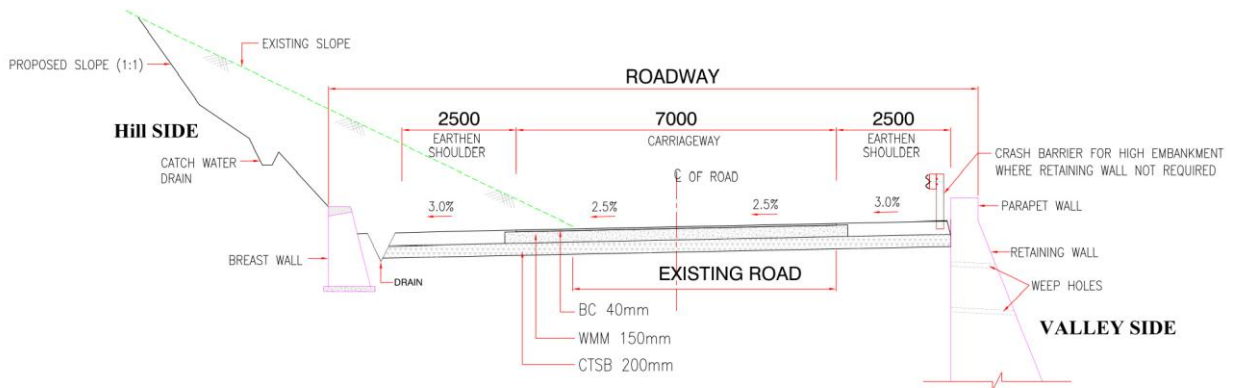 EXISTING SLOPE
PROPOSED SLOPE (1:1)
ROADWAY
Hill SIDE
2500
7000
2500
EARTHEN
SHOULDER
CARRIAGEWAY
EARTHEN
SHOULDER
CATCH WATER
DRAIN
CRASH BARRIER FOR HIGH EMBANKMENT
WHERE RETAINING WALL NOT REQUIRED
℄ OF ROAD
3.0%
2.5%
2.5%
3.0%
PARAPET WALL
BREAST WALL
RETAINING WALL
DRAIN
EXISTING ROAD
WEEP HOLES
BC 40mm
VALLEY SIDE
WMM 150mm
CTSB 200mm